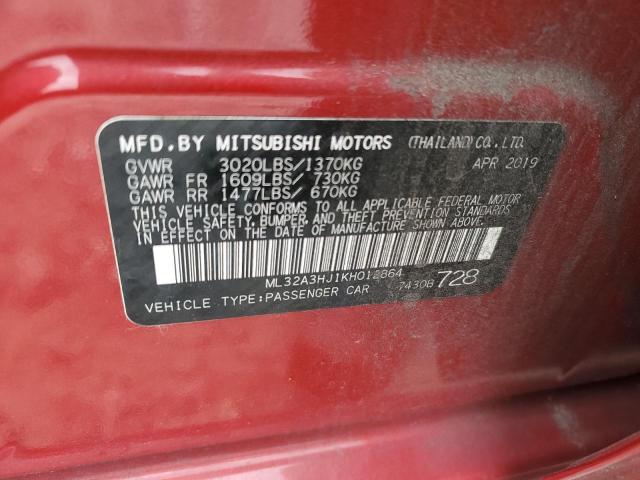 MFD.BY MITSUBISHI MOTORS (THAILAND) CO., LTD.
GVWR 3020LBS/1370KG APR 2019
GAWR FR 1609LBS/ 730KG
GAWR RR 1477LBS/ 670KG
THIS VEHICLE CONFORMS TO ALL APPLICABLE FEDERAL MOTOR
VEHICLE SAFETY, BUMPER, AND THEFT PREVENTION STANDARDS
IN EFFECT ON THE DATE OF MANUFACTURE SHOWN ABOVE.
ML32A3HJ1KH012864
VEHICLE TYPE:PASSENGER CAR 7430B 728